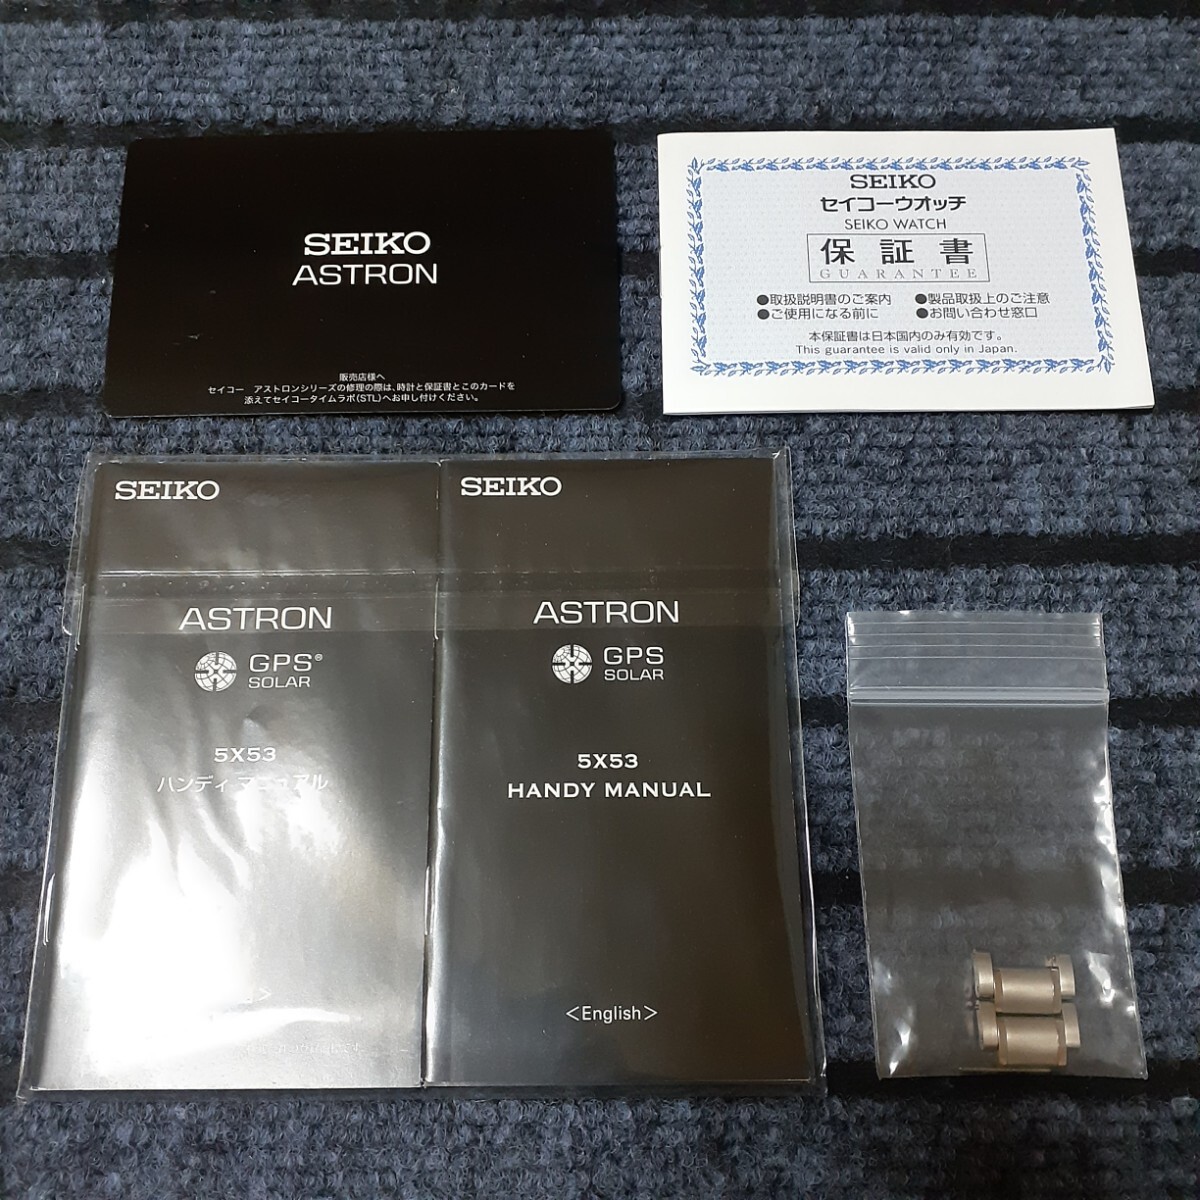 SEIKO
ASTRON
販売店様へ
セイコー アストロンシリーズの修理の際は、時計と保証書とこのカードを
添えてセイコータイムラボ(STL)へお申し付けください。
SEIKO
セイコーウオッチ
SEIKO WATCH
保証書
GUARANTEE
●取扱説明書のご案内 ●製品取扱上のご注意
●ご使用になる前に ●お問い合わせ窓口
本保証書は日本国内のみ有効です。
This guarantee is valid only in Japan.
SEIKO
ASTRON
GPS®
SOLAR
5X53
ハンディ マニュアル
SEIKO
ASTRON
GPS
SOLAR
5X53
HANDY MANUAL
<English>